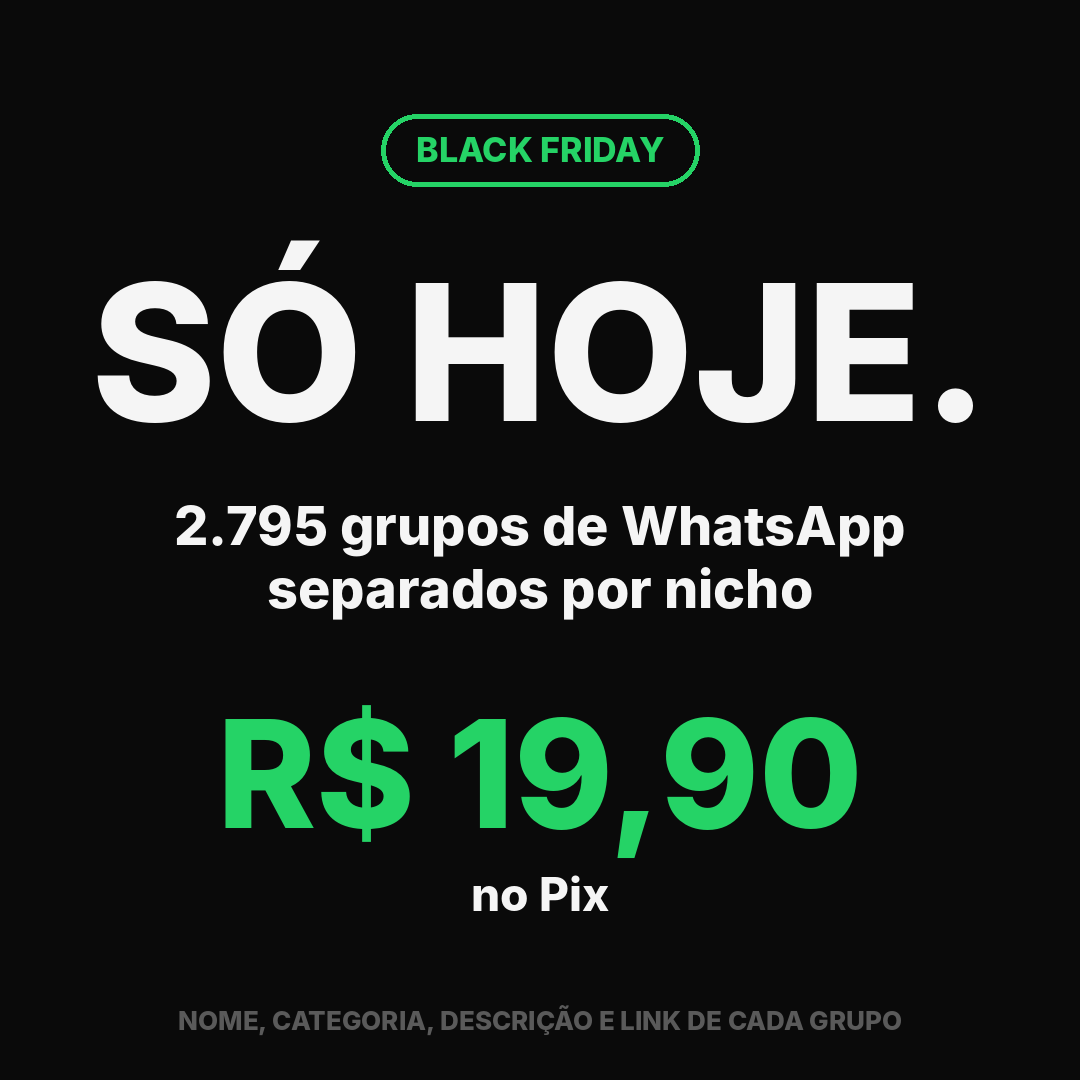 BLACK FRIDAY
SÓ HOJE.
2.795 grupos de WhatsApp
separados por nicho
R$ 19,90
no Pix
NOME, CATEGORIA, DESCRIÇÃO E LINK DE CADA GRUPO